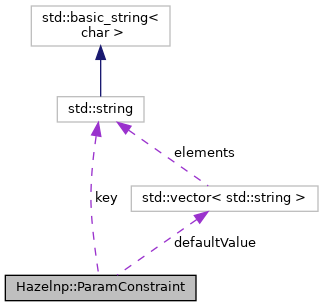 std::basic_string<
char >
std::string
elements
key
std::vector< std::string >
defaultValue
Hazelnp::ParamConstraint